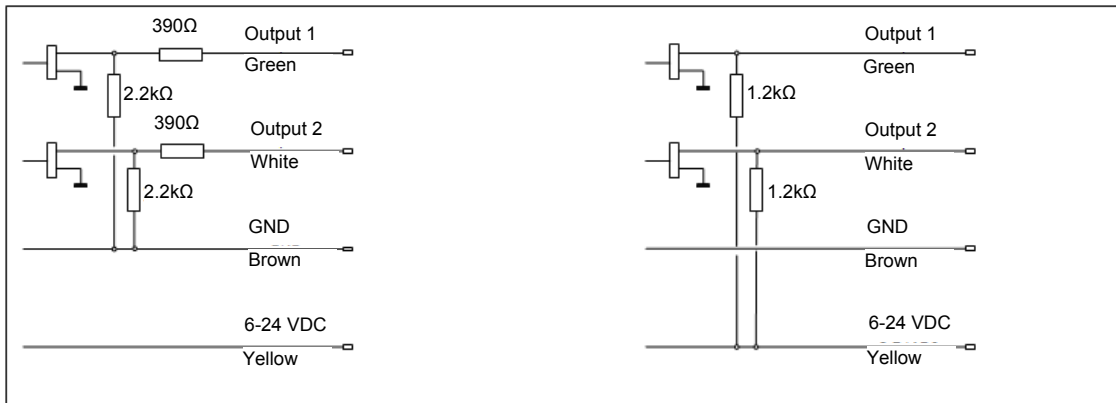 390Ω
Output 1
Green
2.2kΩ
390Ω
Output 2
White
2.2kΩ
GND
Brown
6-24 VDC
Yellow
Output 1
Green
1.2kΩ
Output 2
White
1.2kΩ
GND
Brown
6-24 VDC
Yellow